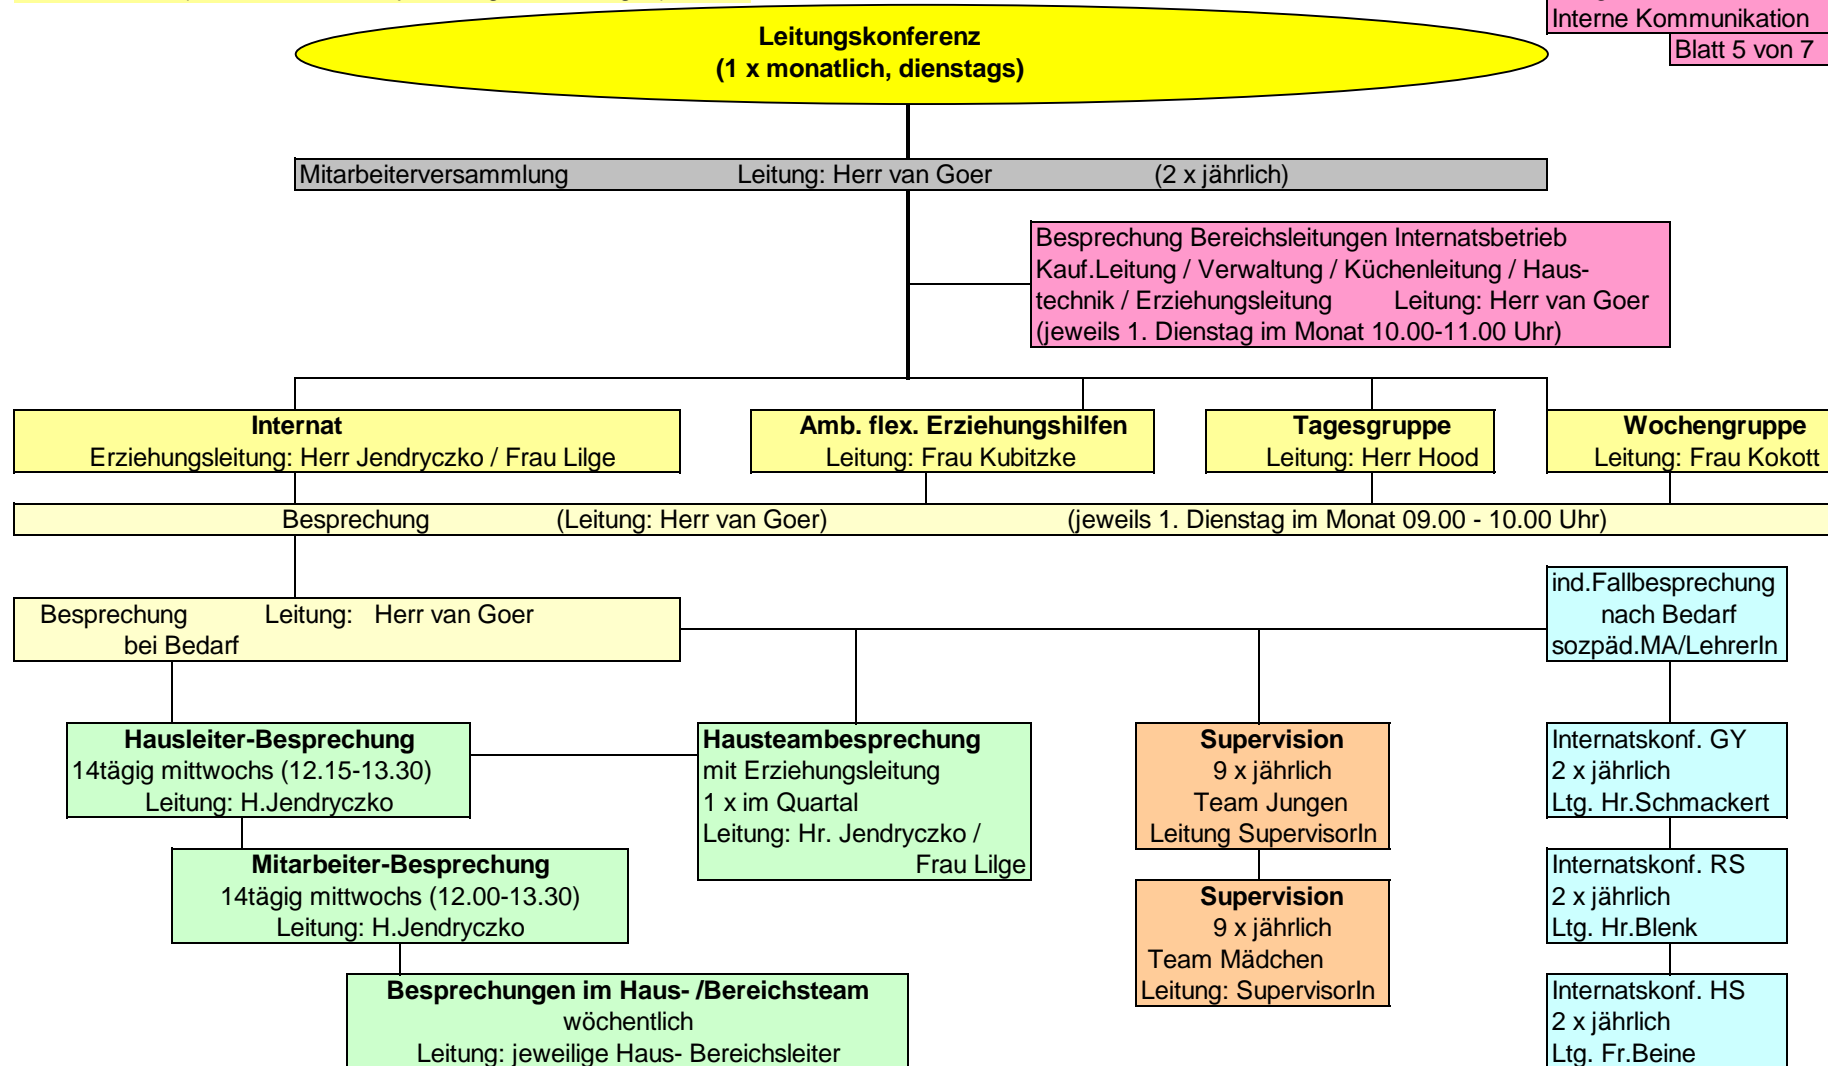 Interne Kommunikation
Blatt 5 von 7
Leitungskonferenz
(1 x monatlich, dienstags)
Mitarbeiterversammlung Leitung: Herr van Goer (2 x jährlich)
Besprechung Bereichsleitungen Internatsbetrieb
Kauf.Leitung / Verwaltung / Küchenleitung / Haus-
technik / Erziehungsleitung Leitung: Herr van Goer
(jeweils 1. Dienstag im Monat 10.00-11.00 Uhr)
Internat
Erziehungsleitung: Herr Jendryczko / Frau Lilge
Amb. flex. Erziehungshilfen
Leitung: Frau Kubitzke
Tagesgruppe
Leitung: Herr Hood
Wochengruppe
Leitung: Frau Kokott
Besprechung (Leitung: Herr van Goer) (jeweils 1. Dienstag im Monat 09.00 - 10.00 Uhr)
Besprechung Leitung: Herr van Goer
bei Bedarf
ind.Fallbesprechung
nach Bedarf
sozpäd.MA/LehrerIn
Hausleiter-Besprechung
14tägig mittwochs (12.15-13.30)
Leitung: H.Jendryczko
Hausteambesprechung
mit Erziehungsleitung
1 x im Quartal
Leitung: Hr. Jendryczko /
Frau Lilge
Supervision
9 x jährlich
Team Jungen
Leitung SupervisorIn
Internatskonf. GY
2 x jährlich
Ltg. Hr.Schmackert
Mitarbeiter-Besprechung
14tägig mittwochs (12.00-13.30)
Leitung: H.Jendryczko
Supervision
9 x jährlich
Team Mädchen
Leitung: SupervisorIn
Internatskonf. RS
2 x jährlich
Ltg. Hr.Blenk
Besprechungen im Haus- /Bereichsteam
wöchentlich
Leitung: jeweilige Haus- Bereichsleiter
Internatskonf. HS
2 x jährlich
Ltg. Fr.Beine